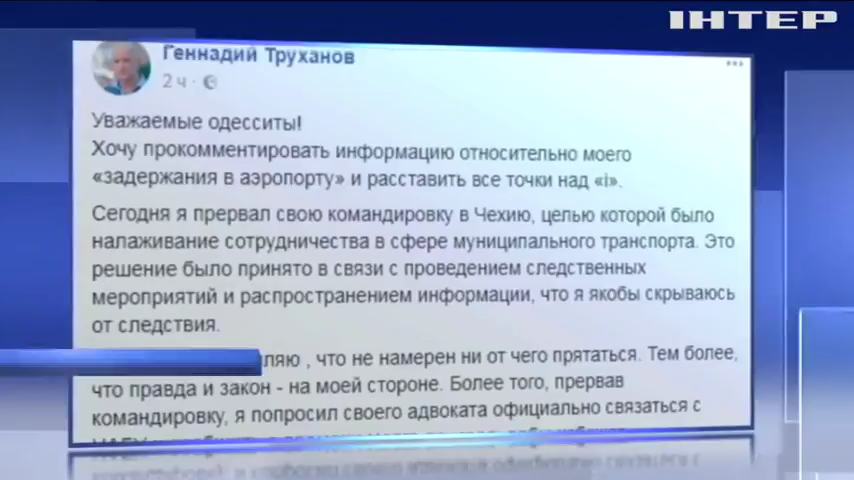 ІНТЕР
Геннадий Труханов
2 ч ·
Уважаемые одесситы!
Хочу прокомментировать информацию относительно моего
«задержания в аэропорту» и расставить все точки над «i».
Сегодня я прервал свою командировку в Чехию, целью которой было
налаживание сотрудничества в сфере муниципального транспорта. Это
решение было принято в связи с проведением следственных
мероприятий и распространением информации, что я якобы скрываюсь
от следствия.
ляю , что не намерен ни от чего прятаться. Тем более,
что правда и закон - на моей стороне. Более того, прервав
командировку, я попросил своего адвоката официально связаться с